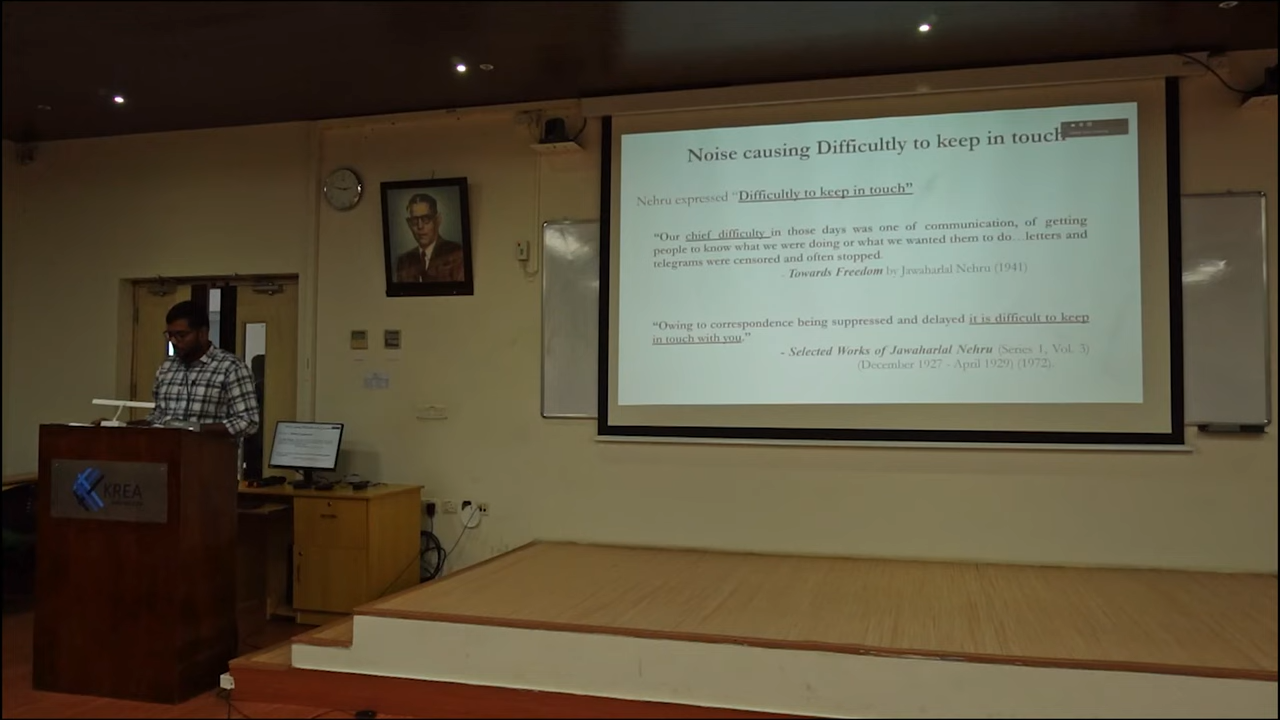 Noise causing Difficultly to keep in touch
Nehru expressed “Difficultly to keep in touch”
“Our chief difficulty in those days was one of communication, of getting
people to know what we were doing or what we wanted them to do…letters and
telegrams were censored and often stopped.
- Towards Freedom by Jawaharlal Nehru (1941)
“Owing to correspondence being suppressed and delayed it is difficult to keep
in touch with you.”
- Selected Works of Jawaharlal Nehru (Series 1, Vol. 3)
(December 1927 - April 1929) (1972).
KREA